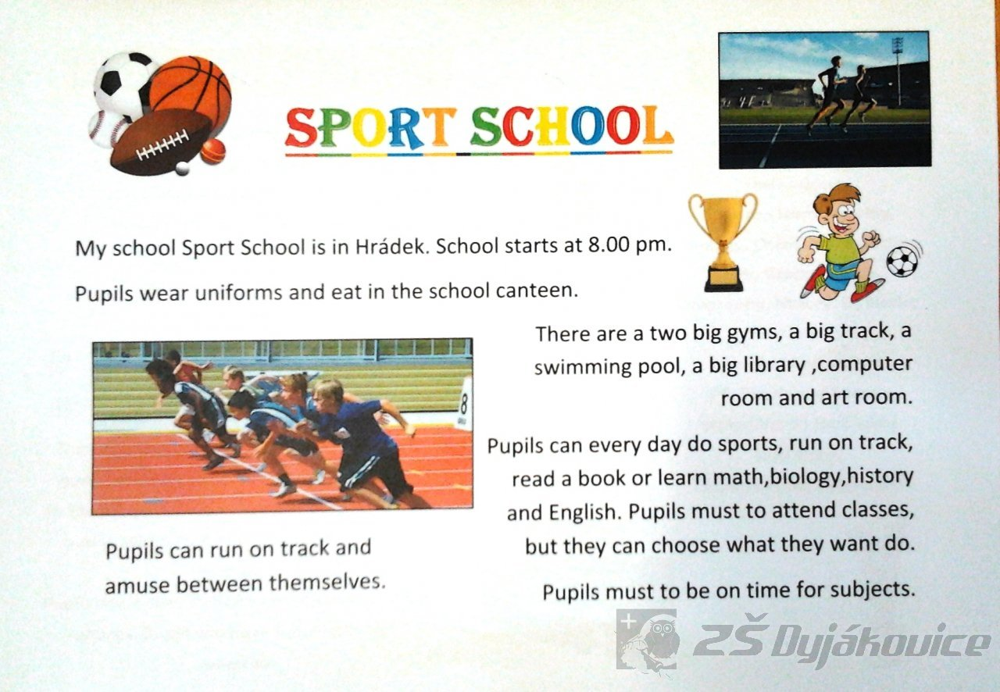 SPORT SCHOOL
My school Sport School is in Hrádek. School starts at 8.00 pm.
Pupils wear uniforms and eat in the school canteen.
There are a two big gyms, a big track, a
swimming pool, a big library ,computer
room and art room.
8
Pupils can every day do sports, run on track,
read a book or learn math,biology,history
and English. Pupils must to attend classes,
but they can choose what they want do.
Pupils can run on track and
amuse between themselves.
Pupils must to be on time for subjects.
ZŠ Dyjákovice